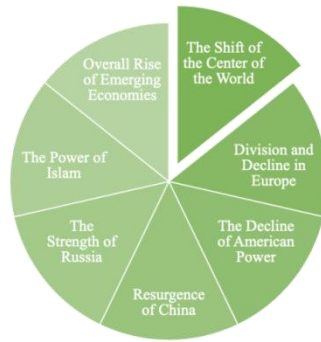 The Shift of
the Center of
the World
Division and
Decline in
Europe
The Decline
of American
Power
Resurgence
of China
The
Strength of
Russia
The Power of
Islam
Overall Rise
of Emerging
Economies